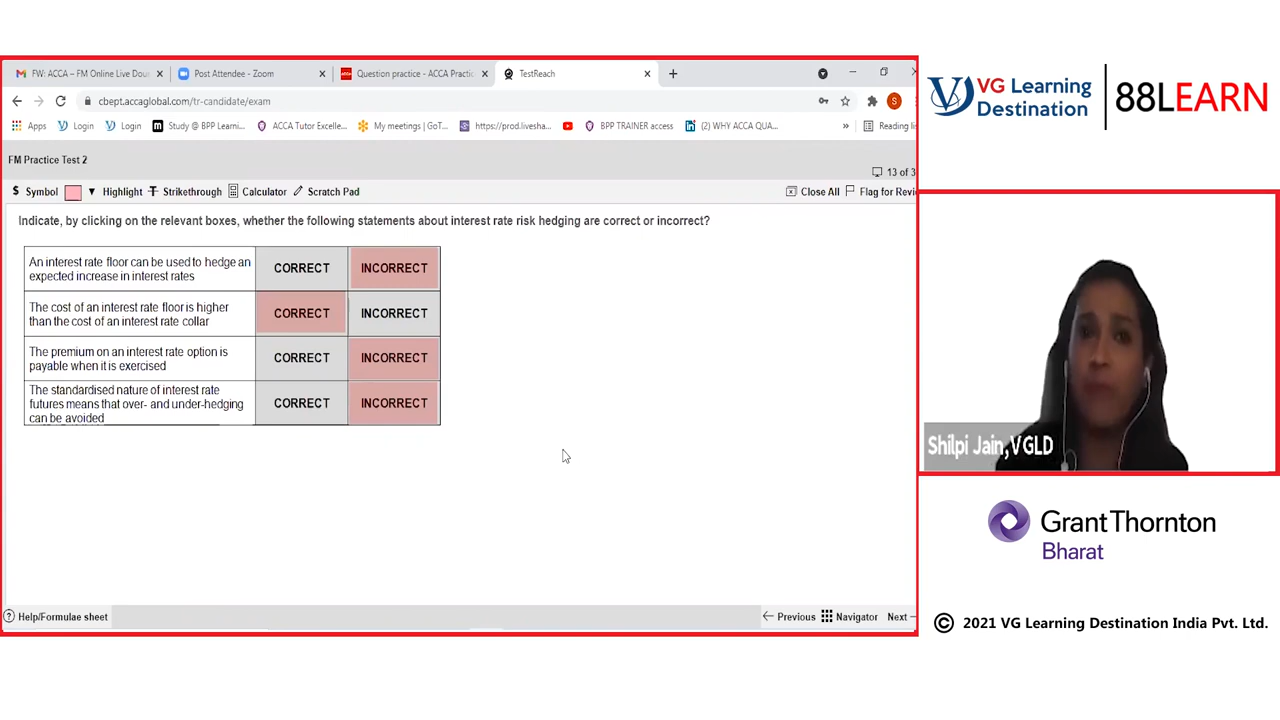 FW: ACCA – FM Online Live Dou
Post Attendee - Zoom
Question practice - ACCA Practic
TestReach
cbept.accaglobal.com/tr-candidate/exam
S
Apps
Login
Login
Study @ BPP Learni...
ACCA Tutor Excelle...
My meetings | GoT...
https://prod.livesha...
BPP TRAINER access
(2) WHY ACCA QUA...
»
Reading lis
FM Practice Test 2
13 of 3
$ Symbol
Highlight
Strikethrough
Calculator
Scratch Pad
Close All
Flag for Revie
Indicate, by clicking on the relevant boxes, whether the following statements about interest rate risk hedging are correct or incorrect?
An interest rate floor can be used to hedge an
expected increase in interest rates
CORRECT
INCORRECT
The cost of an interest rate floor is higher
than the cost of an interest rate collar
CORRECT
INCORRECT
The premium on an interest rate option is
payable when it is exercised
CORRECT
INCORRECT
The standardised nature of interest rate
futures means that over- and under-hedging
can be avoided
CORRECT
INCORRECT
? Help/Formulae sheet
Previous
Navigator
Next
VG Learning
Destination
88LEARN
Shilpi Jain,VGLD
Grant Thornton
Bharat
© 2021 VG Learning Destination India Pvt. Ltd.